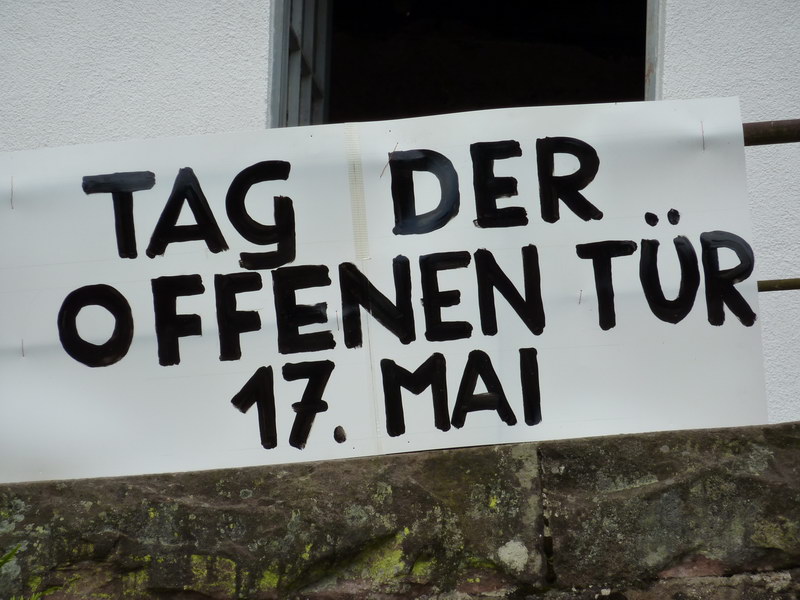 TAG DER
OFFENEN TÜR
17. MAI